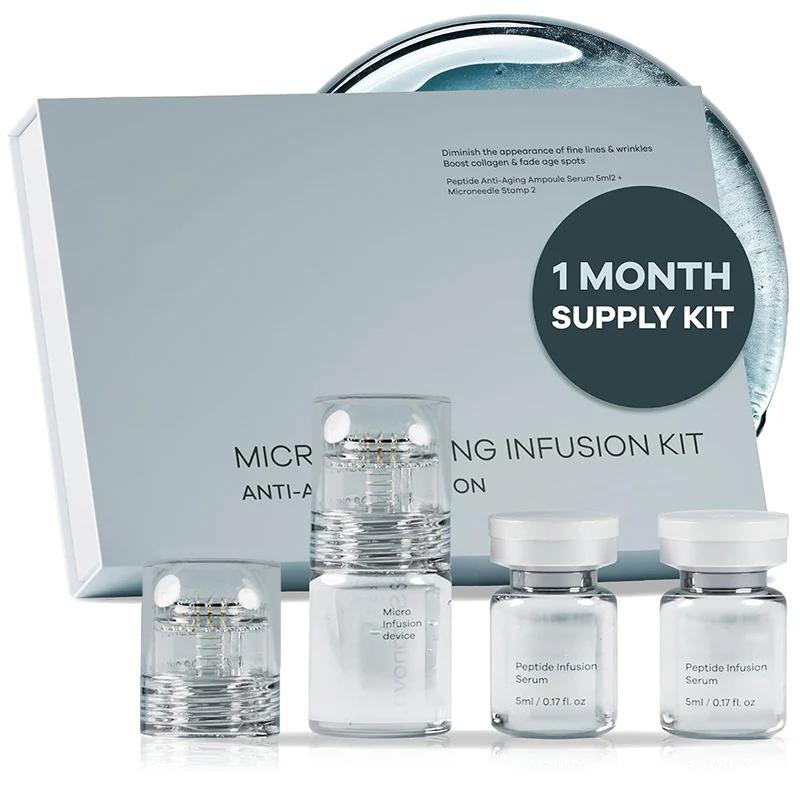 Diminish the appearance of fine lines & wrinkles
Boost collagen & fade age spots
Peptide Anti-Aging Ampoule Serum 5ml2 +
Microneedle Stamp 2
1 MONTH
SUPPLY KIT
MICR NG INFUSION KIT
ANTI-A ON
Micro
Infusion
device
Peptide Infusion
Serum
5ml / 0.17 fl. oz
Peptide Infusion
Serum
5ml / 0.17 fl. oz